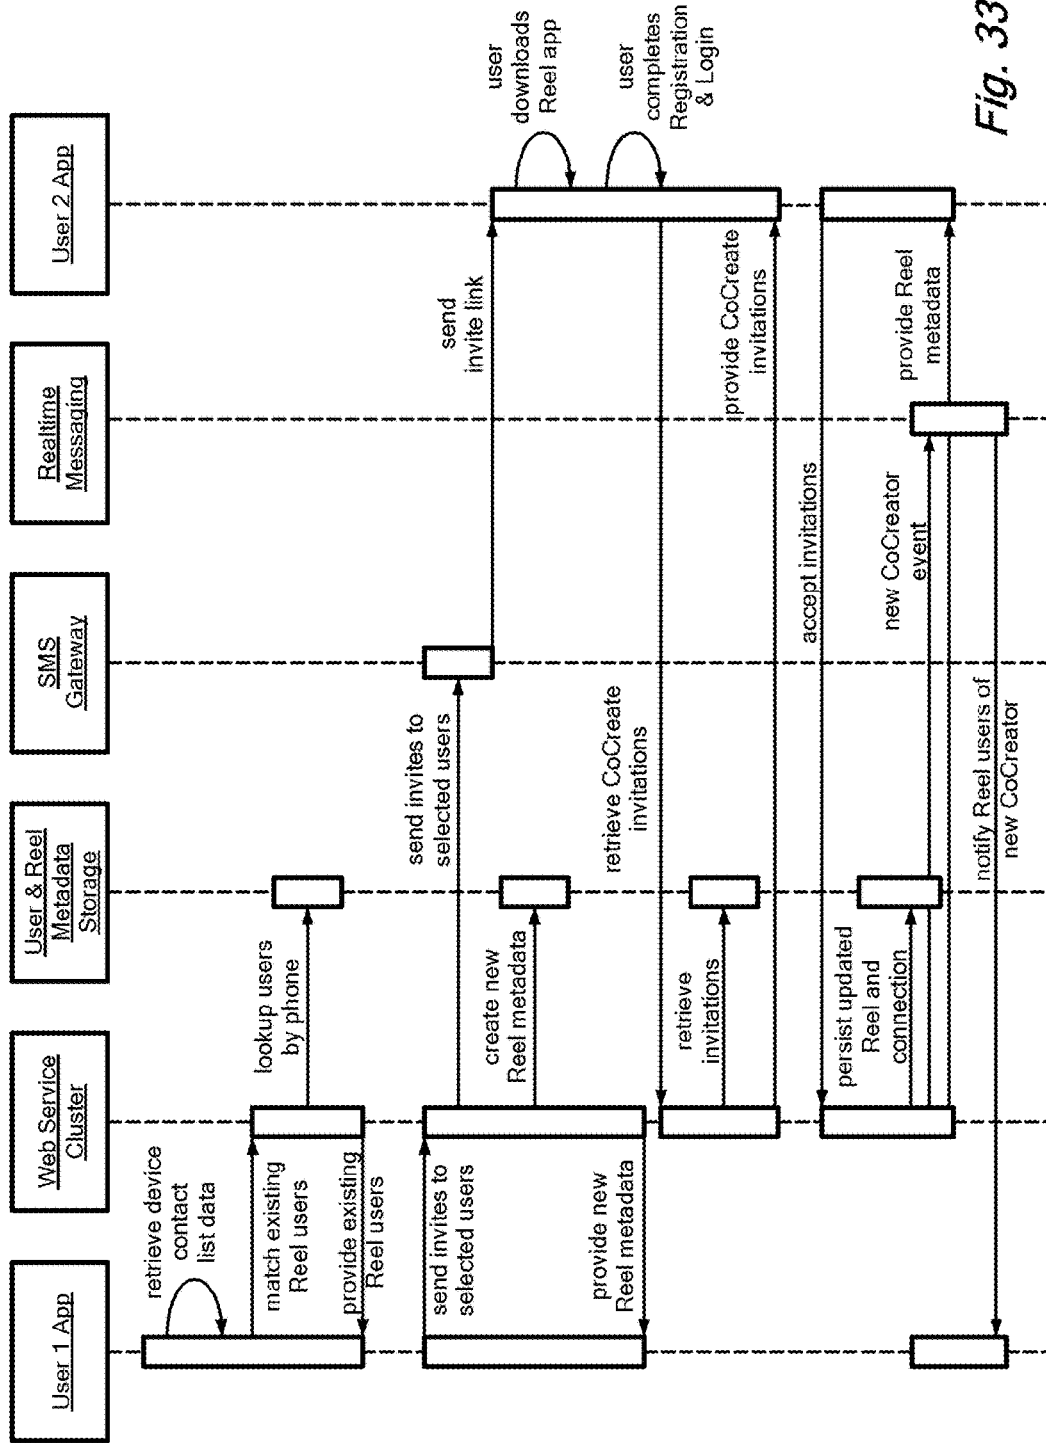 User 1 App
Web Service
Cluster
User & Reel
Metadata
Storage
SMS
Gateway
Realtime
Messaging
User 2 App
retrieve device
contact
list data
match existing
Reel users
lookup users
by phone
provide existing
Reel users
send invites to
selected users
send invites to
selected users
send
invite link
user
downloads
Reel app
create new
Reel metadata
user
completes
Registration
& Login
provide new
Reel metadata
retrieve CoCreate
invitations
retrieve
invitations
provide CoCreate
invitations
accept invitations
persist updated
Reel and
connection
new CoCreator
event
provide Reel
metadata
notify Reel users of
new CoCreator
Fig. 33